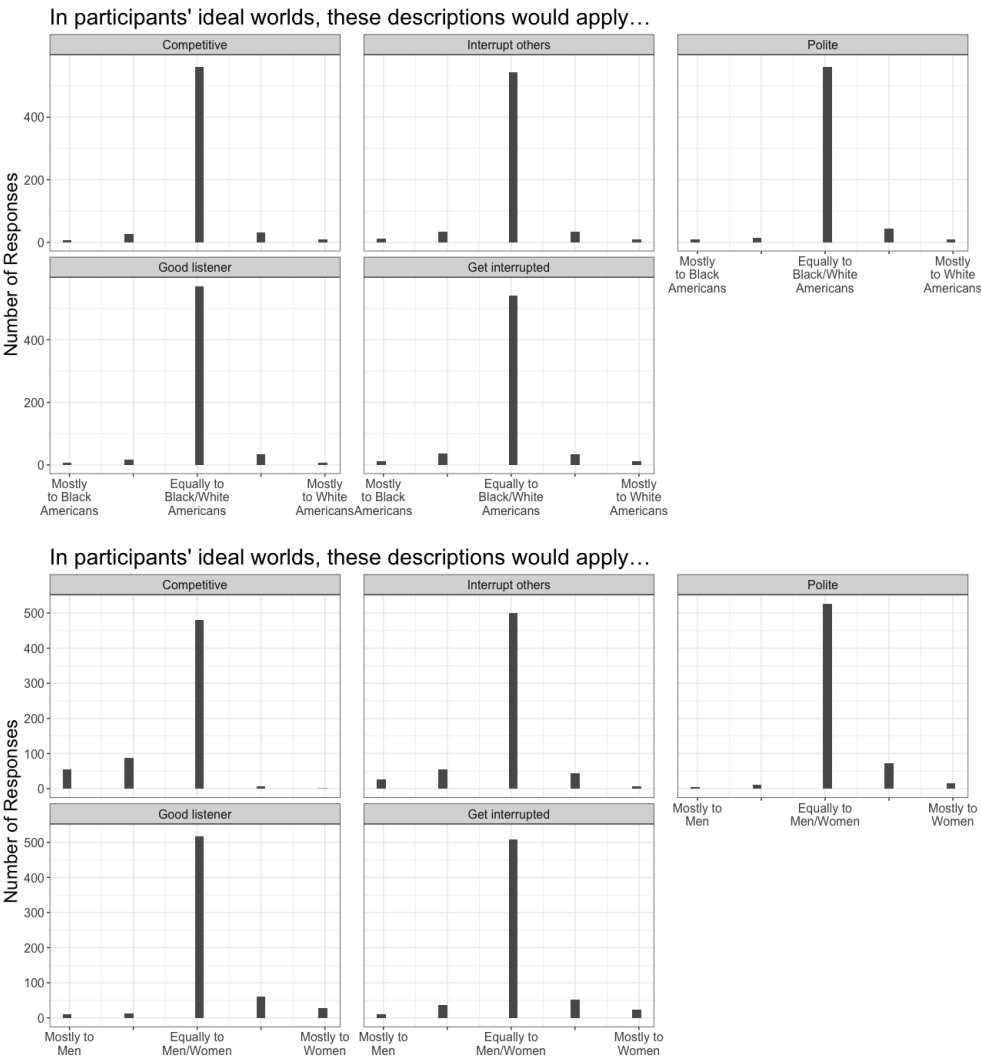 In participants' ideal worlds, these descriptions would apply…
Competitive
Interrupt others
Polite
400
200
0
Number of Responses
Mostly
to Black
Americans
Equally to
Black/White
Americans
Mostly
to White
Americans
Good listener
Get interrupted
400
200
0
Mostly
to Black
Americans
Equally to
Black/White
Americans
Mostly
to White
Americans
Mostly
to Black
Americans
Equally to
Black/White
Americans
Mostly
to White
Americans
In participants' ideal worlds, these descriptions would apply…
Competitive
Interrupt others
Polite
500
400
300
200
100
0
Number of Responses
Mostly to
Men
Equally to
Men/Women
Mostly to
Women
Good listener
Get interrupted
500
400
300
200
100
0
Mostly to
Men
Equally to
Men/Women
Mostly to
Women
Mostly to
Men
Equally to
Men/Women
Mostly to
Women